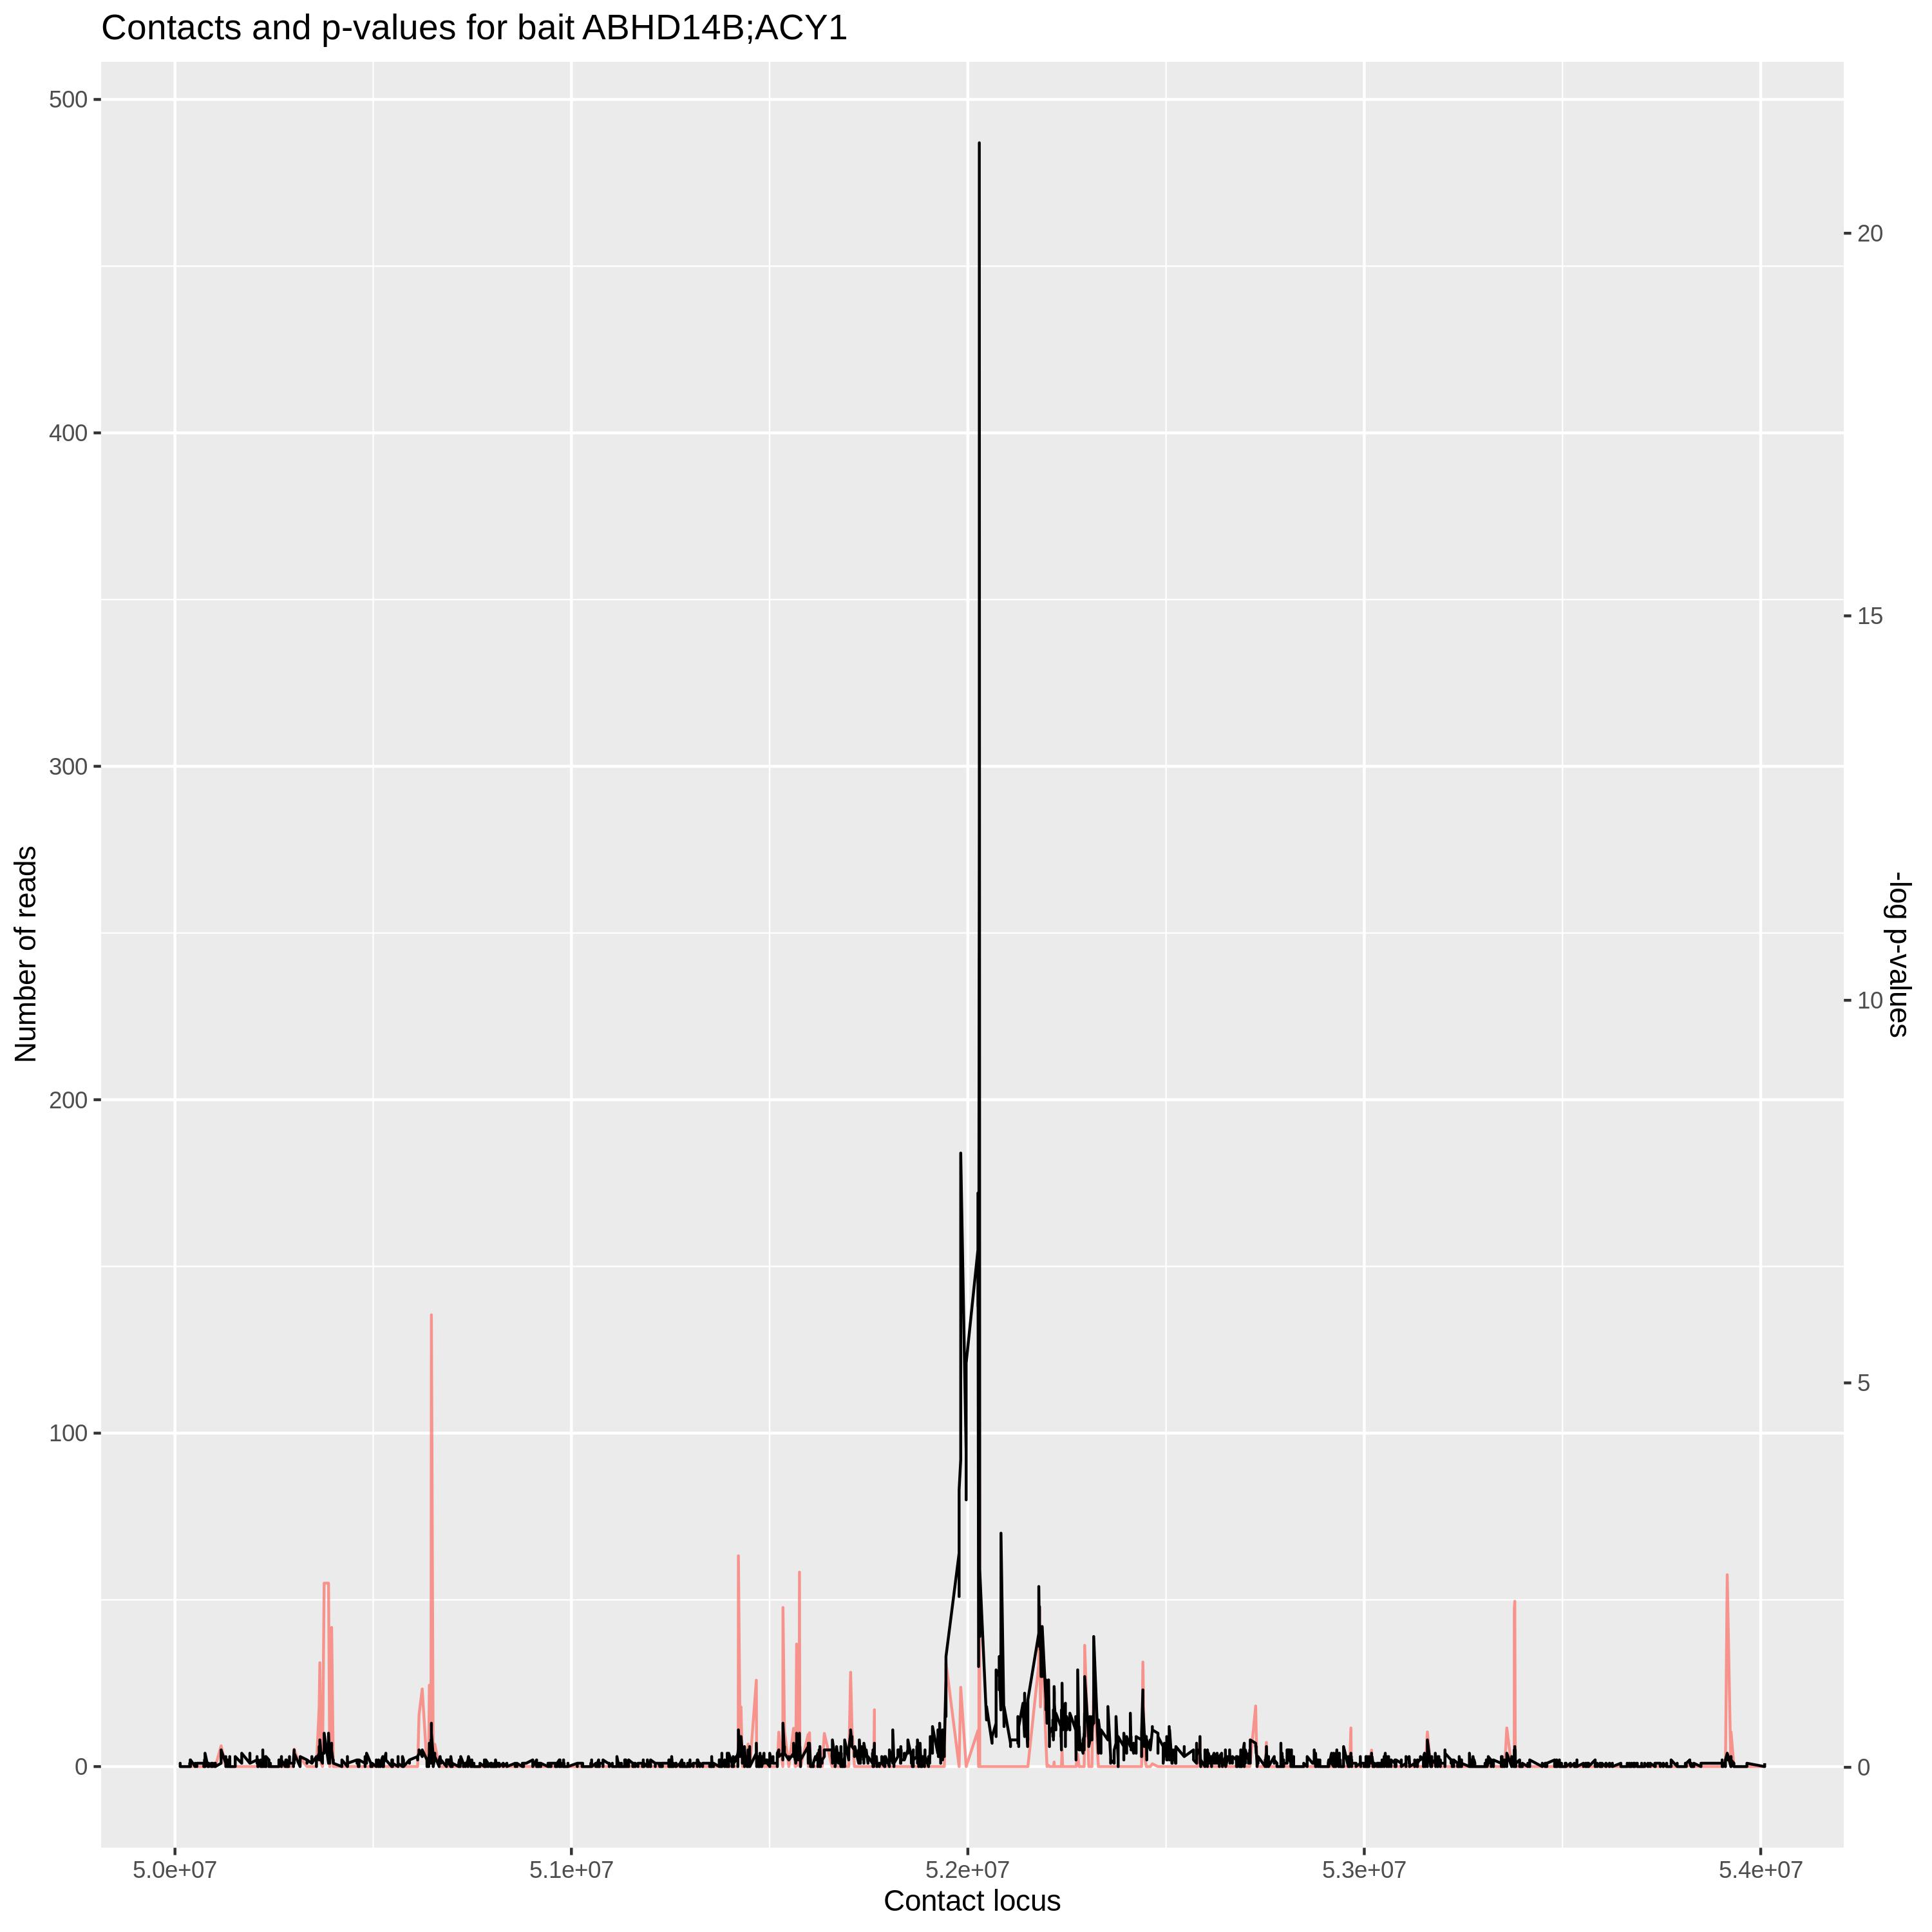 Contacts and p-values for bait ABHD14B;ACY1
500
400
300
200
100
0
Number of reads
20
15
10
5
0
-log p-values
5.0e+07
5.1e+07
5.2e+07
5.3e+07
5.4e+07
Contact locus